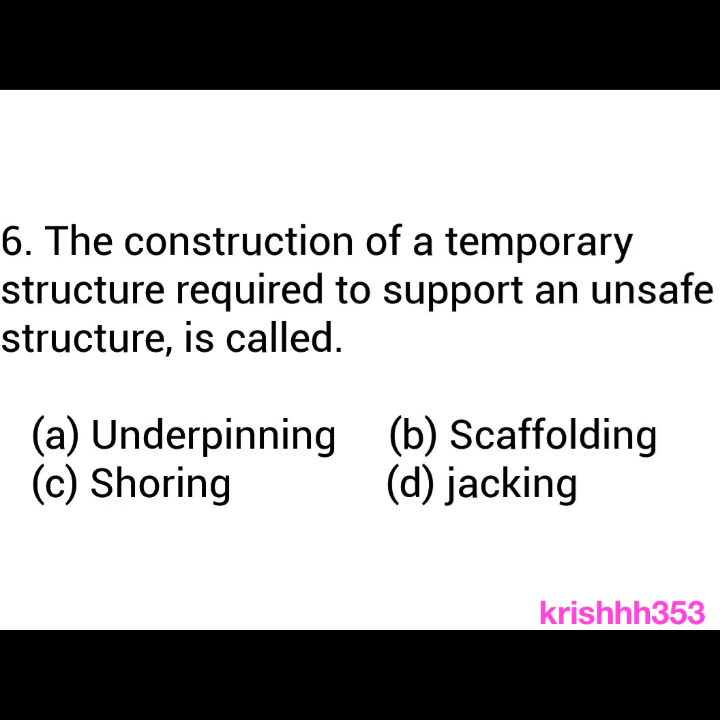 6. The construction of a temporary
structure required to support an unsafe
structure, is called.
(a) Underpinning (b) Scaffolding
(c) Shoring (d) jacking
krishhh353